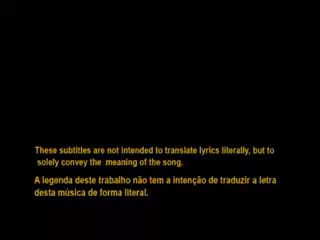 These subtitles are not intended to translate lyrics literally, but to
solely convey the meaning of the song.
A legenda deste trabalho não tem a intenção de traduzir a letra
desta música de forma literal.